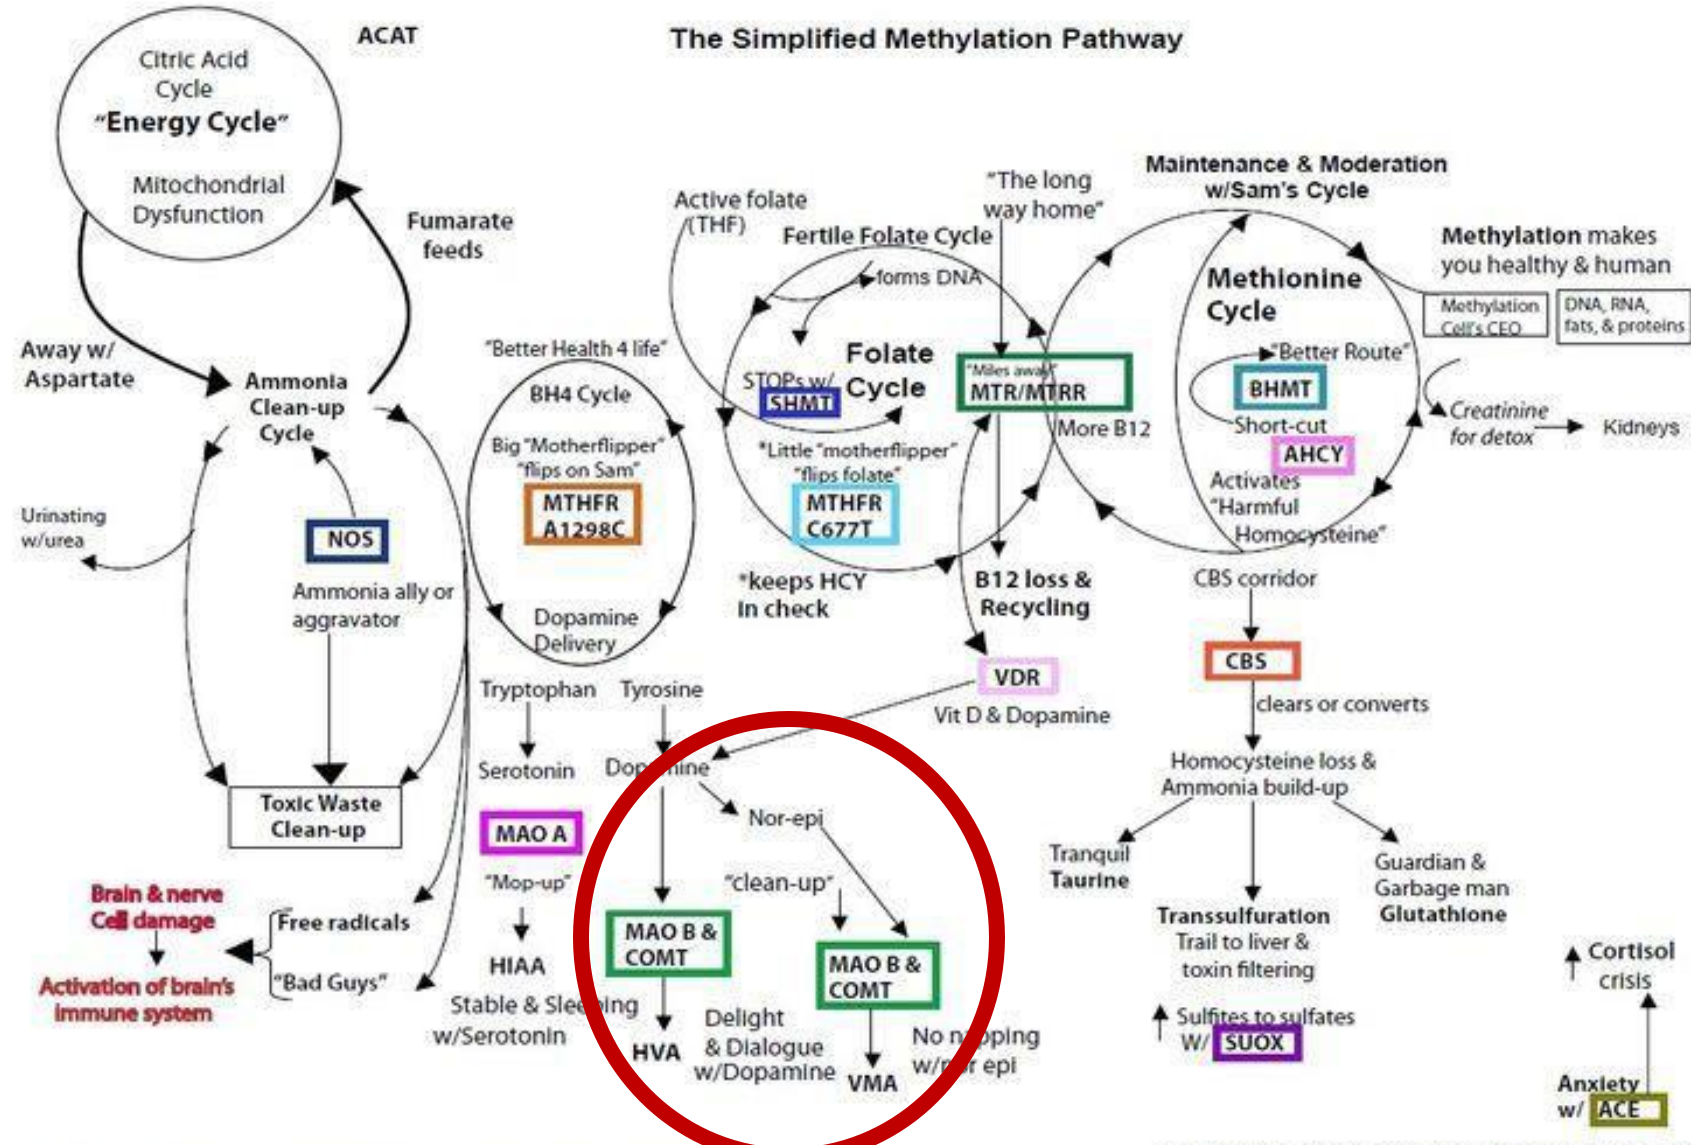 The Simplified Methylation Pathway
ACAT
Citric Acid
Cycle
"Energy Cycle"
Mitochondrial
Dysfunction
Fumarate
feeds
Away w/
Aspartate
Ammonia
Clean-up
Cycle
Urinating
w/urea
NOS
Ammonia ally or
aggravator
Toxic Waste
Clean-up
Brain & nerve
Cell damage
Activation of brain's
immune system
Free radicals
"Bad Guys"
"Better Health 4 life"
BH4 Cycle
Big "Motherflipper"
"flips on Sam"
MTHFR
A1298C
Dopamine
Delivery
Tryptophan
Tyrosine
Serotonin
Dopamine
MAO A
"Mop-up"
HIAA
Stable & Sleeping
w/Serotonin
Nor-epi
"clean-up"
MAO B &
COMT
MAO B &
COMT
HVA
Delight
& Dialogue
w/Dopamine
VMA
No napping
w/nor epi
Active folate
(THF)
Fertile Folate Cycle
forms DNA
"The long
way home"
STOPs w/
SHMT
Folate
Cycle
"Miles away"
MTR/MTRR
More B12
*Little "motherflipper"
"flips folate"
MTHFR
C677T
*keeps HCY
In check
B12 loss &
Recycling
VDR
Vit D & Dopamine
Maintenance & Moderation
w/Sam's Cycle
Methionine
Cycle
"Better Route"
BHMT
Short-cut
AHCY
Activates
"Harmful
Homocysteine"
Methylation makes
you healthy & human
Methylation
Cell's CEO
DNA, RNA,
fats, & proteins
Creatinine
for detox
Kidneys
CBS corridor
CBS
clears or converts
Homocysteine loss &
Ammonia build-up
Tranquil
Taurine
Guardian &
Garbage man
Glutathione
Transsulfuration
Trail to liver &
toxin filtering
Sulfites to sulfates
W/ SUOX
Cortisol
crisis
Anxiety
w/ ACE